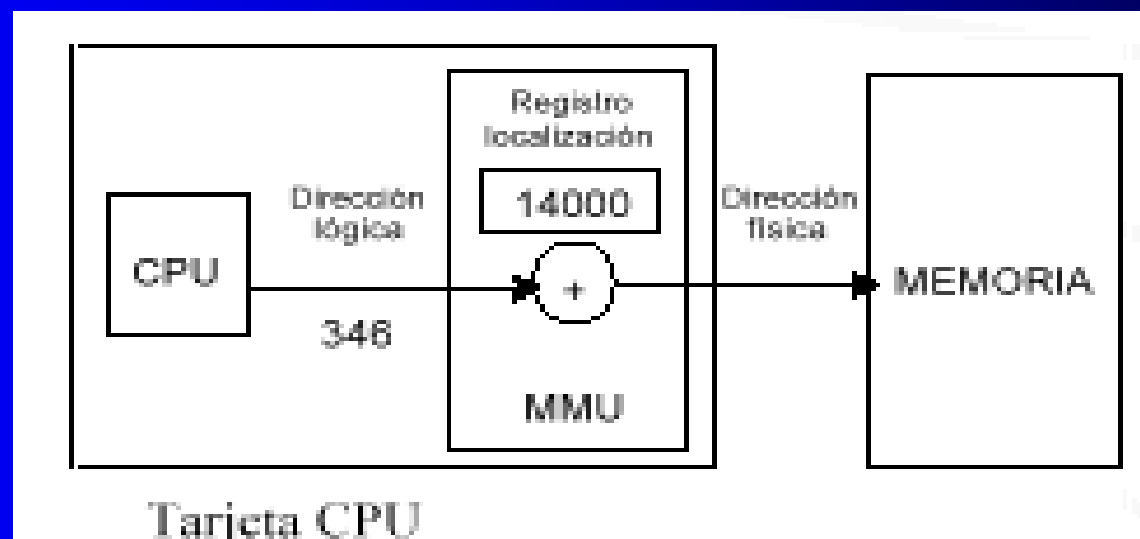 Registro
localización
14000
Dirección
lógica
Dirección
física
CPU
+
MEMORIA
346
MMU
Tarjeta CPU